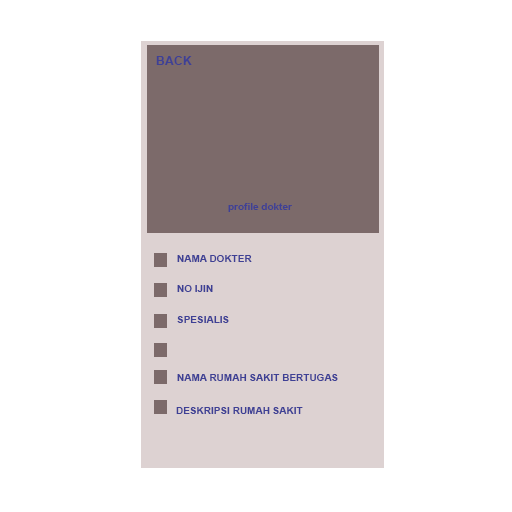 BACK
profile dokter
NAMA DOKTER
NO IJIN
SPESIALIS
NAMA RUMAH SAKIT BERTUGAS
DESKRIPSI RUMAH SAKIT